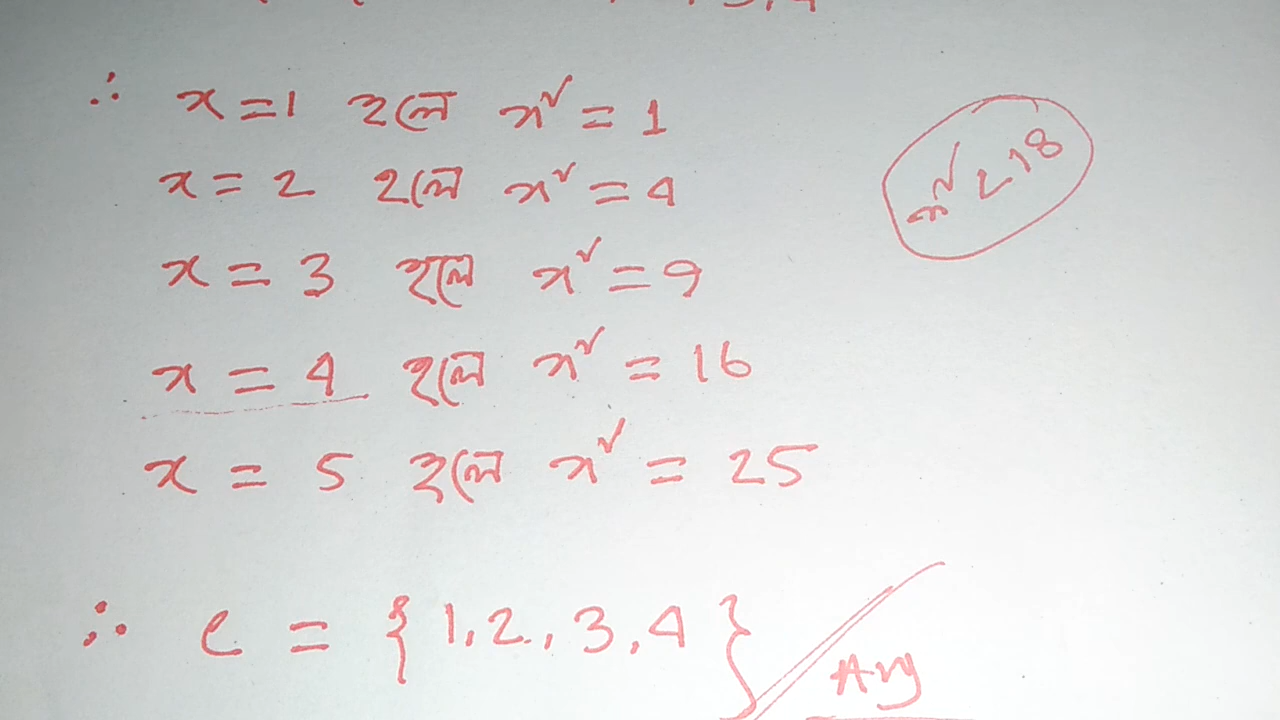 ∴ x = 1 হলে x² = 1
x = 2 হলে x² = 4
x² < 18
x = 3 হলে x² = 9
x = 4 হলে x² = 16
x = 5 হলে x² = 25
∴ C = {1, 2, 3, 4}
Ans